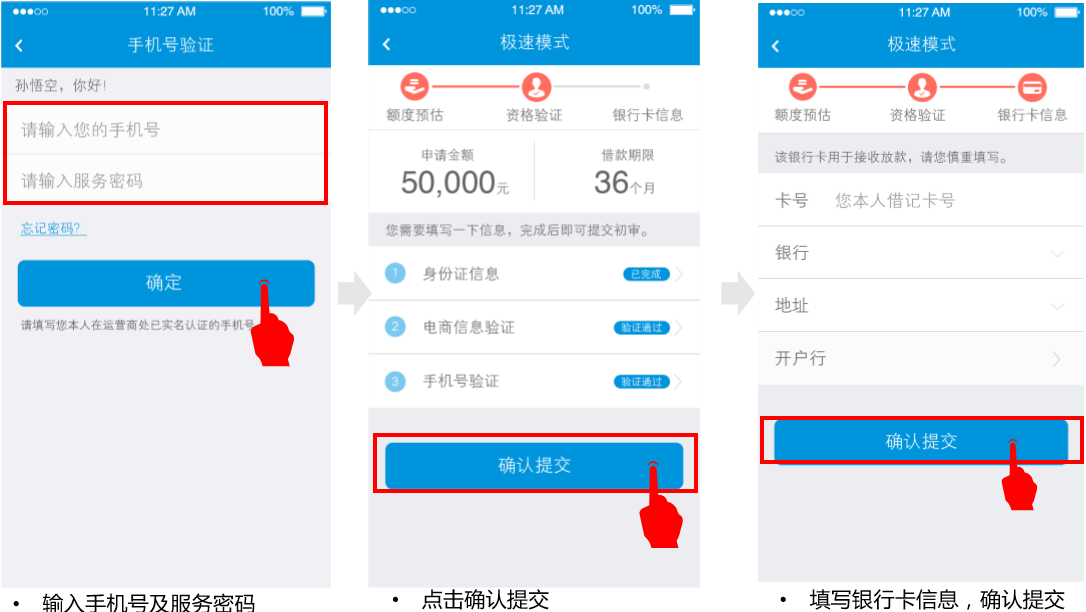 11:27 AM
100%
手机号验证
孙悟空，你好!
请输入您的手机号
请输入服务密码
忘记密码?
确定
请填写您本人在运营商处已实名认证的手机号
• 输入手机号及服务密码
11:27 AM
100%
极速模式
额度预估
资格验证
银行卡信息
申请金额
借款期限
50,000元
36个月
您需要填写一下信息，完成后即可提交初审。
1 身份证信息 已完成
2 电商信息验证 验证通过
3 手机号验证 验证通过
确认提交
• 点击确认提交
11:27 AM
100%
极速模式
额度预估
资格验证
银行卡信息
该银行卡用于接收放款，请您慎重填写。
卡号 您本人借记卡号
银行
地址
开户行
确认提交
• 填写银行卡信息，确认提交